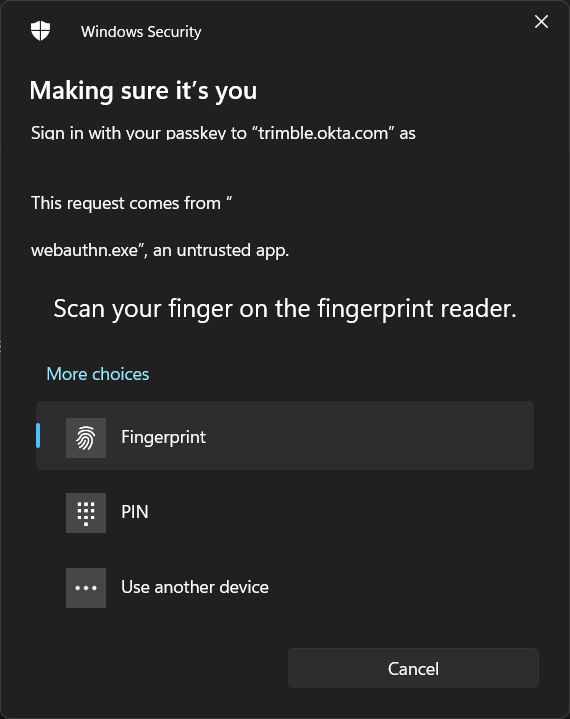 Windows Security
Making sure it’s you
Sign in with your passkey to “trimble.okta.com” as
This request comes from “
webauthn.exe”, an untrusted app.
Scan your finger on the fingerprint reader.
More choices
Fingerprint
PIN
Use another device
Cancel